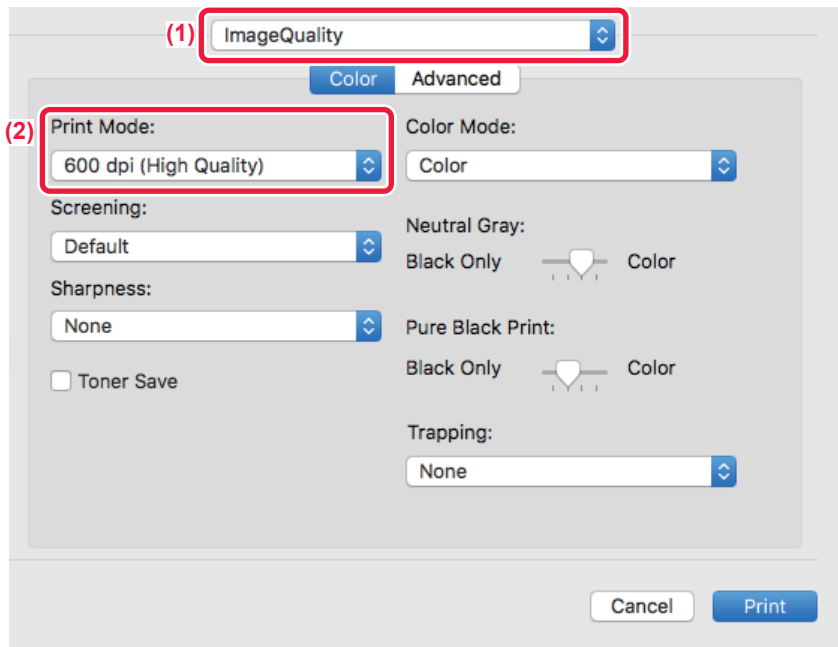 (1)
ImageQuality
Color Advanced
(2)
Print Mode:
600 dpi (High Quality)
Screening:
Default
Sharpness:
None
Toner Save
Color Mode:
Color
Neutral Gray:
Black Only Color
Pure Black Print:
Black Only Color
Trapping:
None
Cancel Print